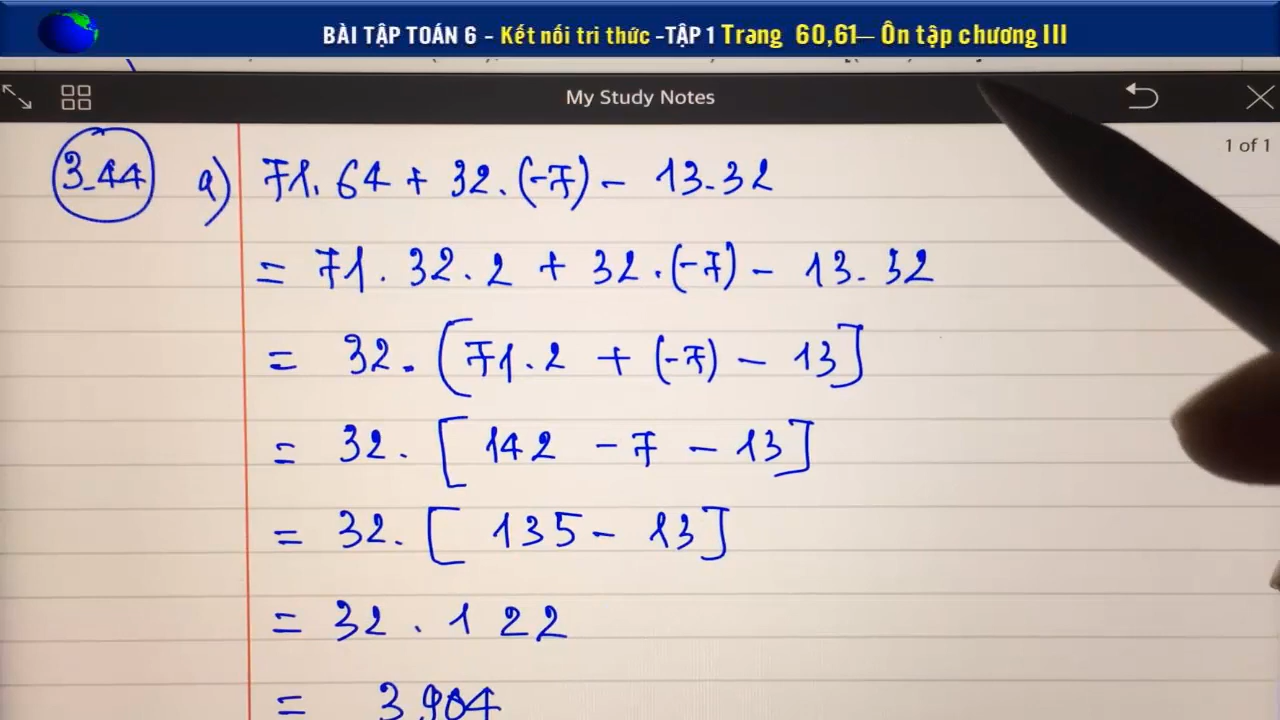 BÀI TẬP TOÁN 6 - Kết nối tri thức -TẬP 1 Trang 60,61– Ôn tập chương III
My Study Notes
1 of 1
3.44 a) 71.64 + 32.(-7) - 13.32
= 71.32.2 + 32.(-7) - 13.32
= 32.[71.2 + (-7) - 13]
= 32.[142 - 7 - 13]
= 32.[135 - 13]
= 32.122
= 3904